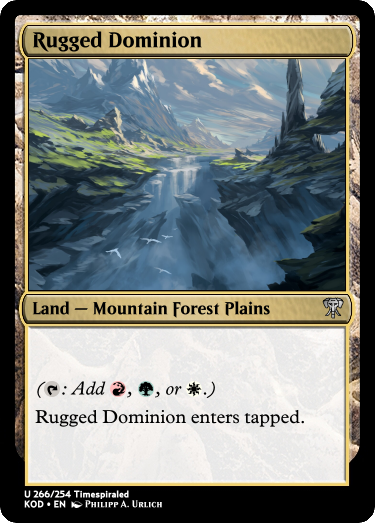 Rugged Dominion
Land — Mountain Forest Plains
(: Add , , or .)
Rugged Dominion enters tapped.
U 266/254 Timespiraled
KOD • EN Philipp A. Urlich